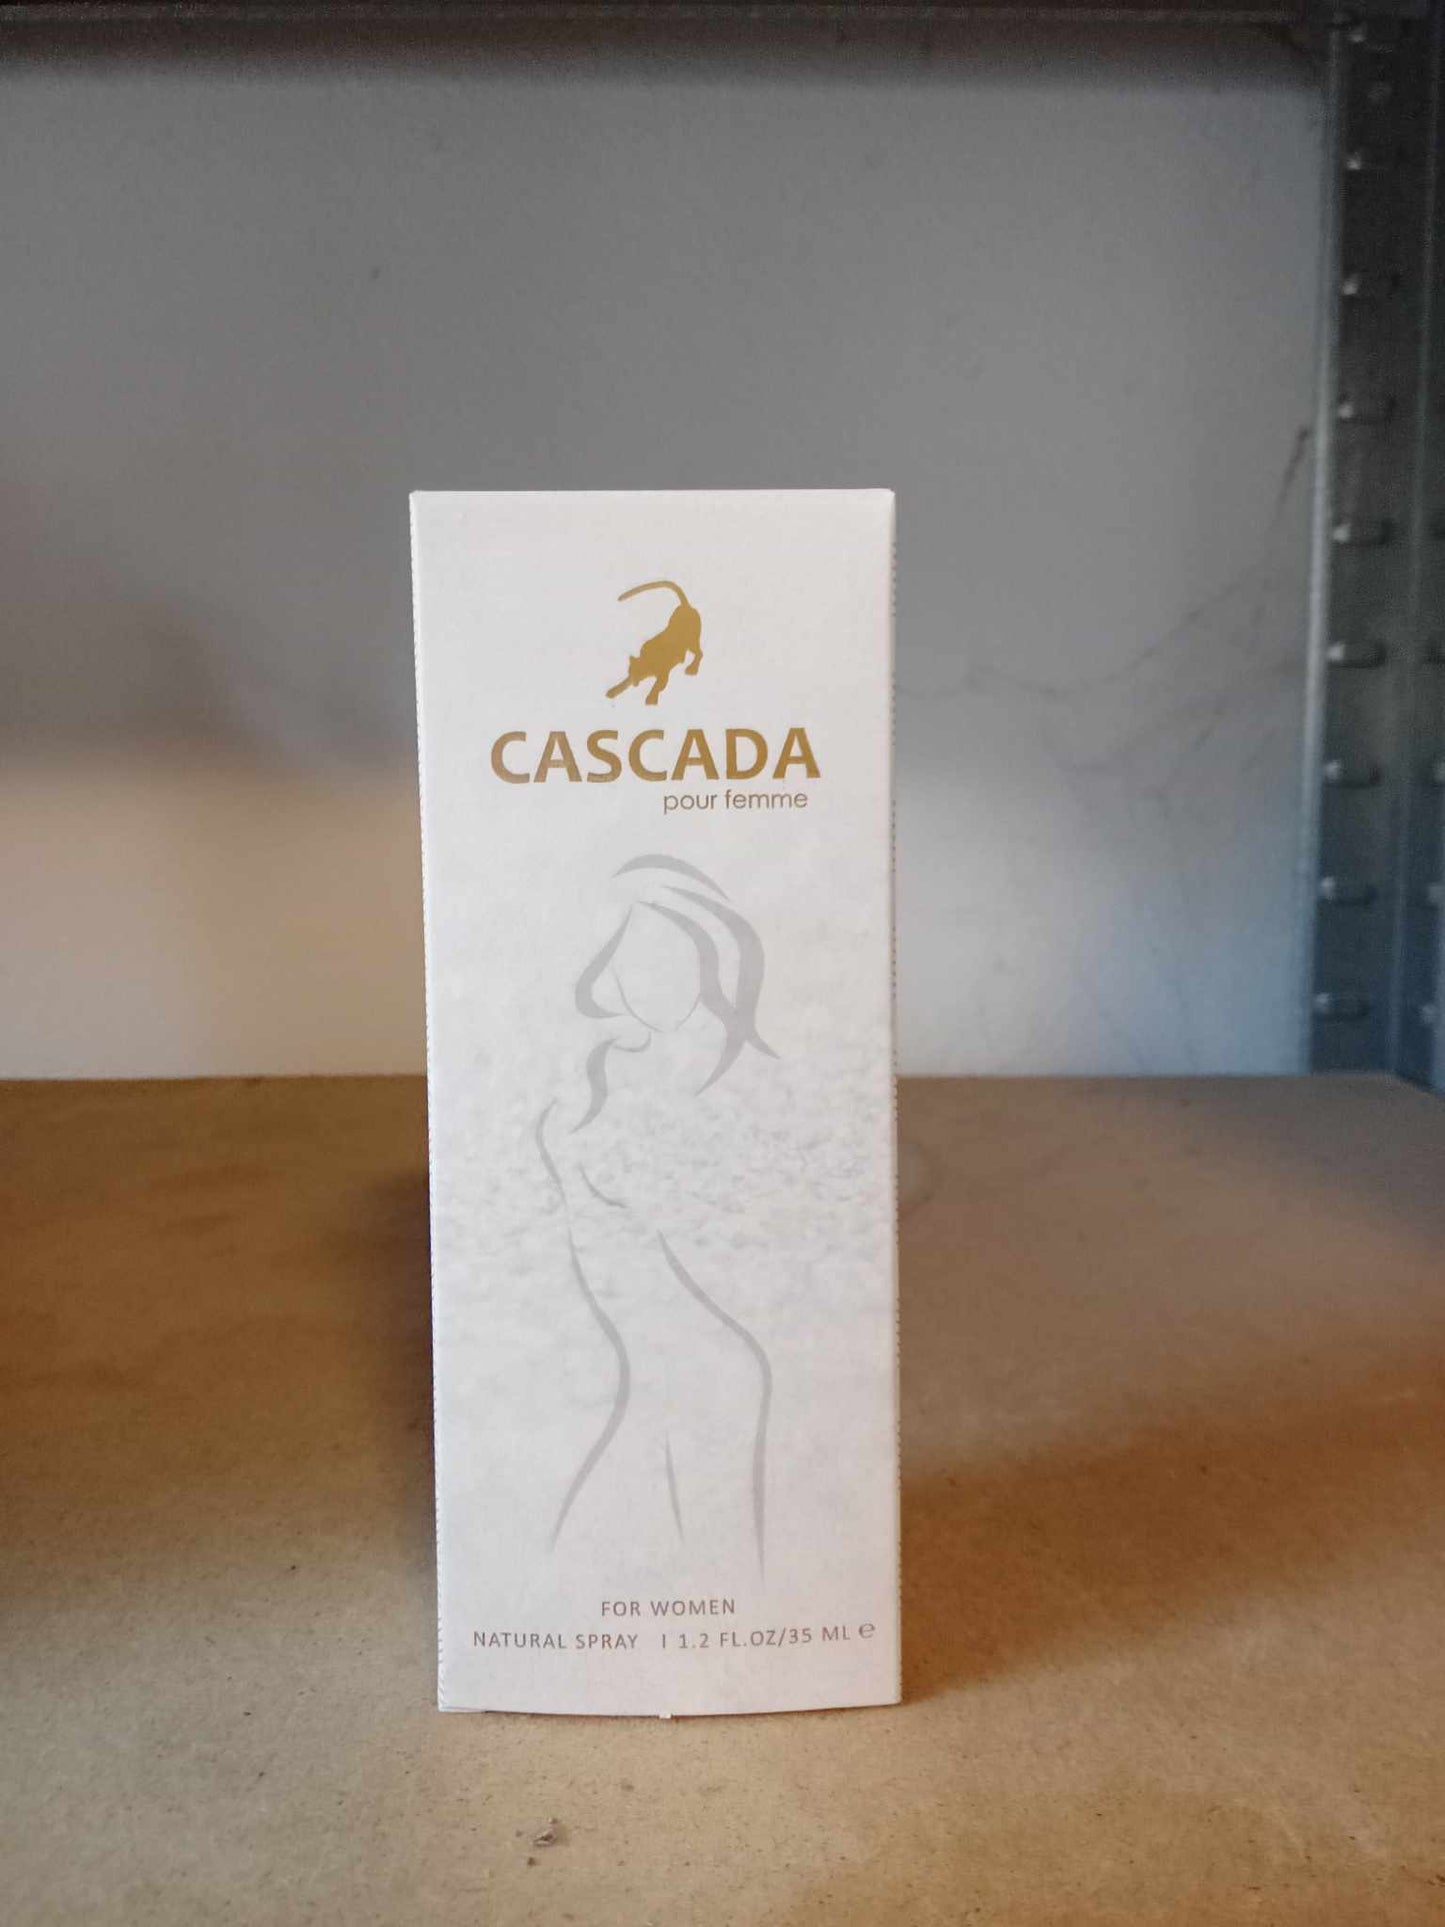 CASCADA
pour femme
FOR WOMEN
NATURAL SPRAY | 1.2 FL.OZ/35 ML ℮